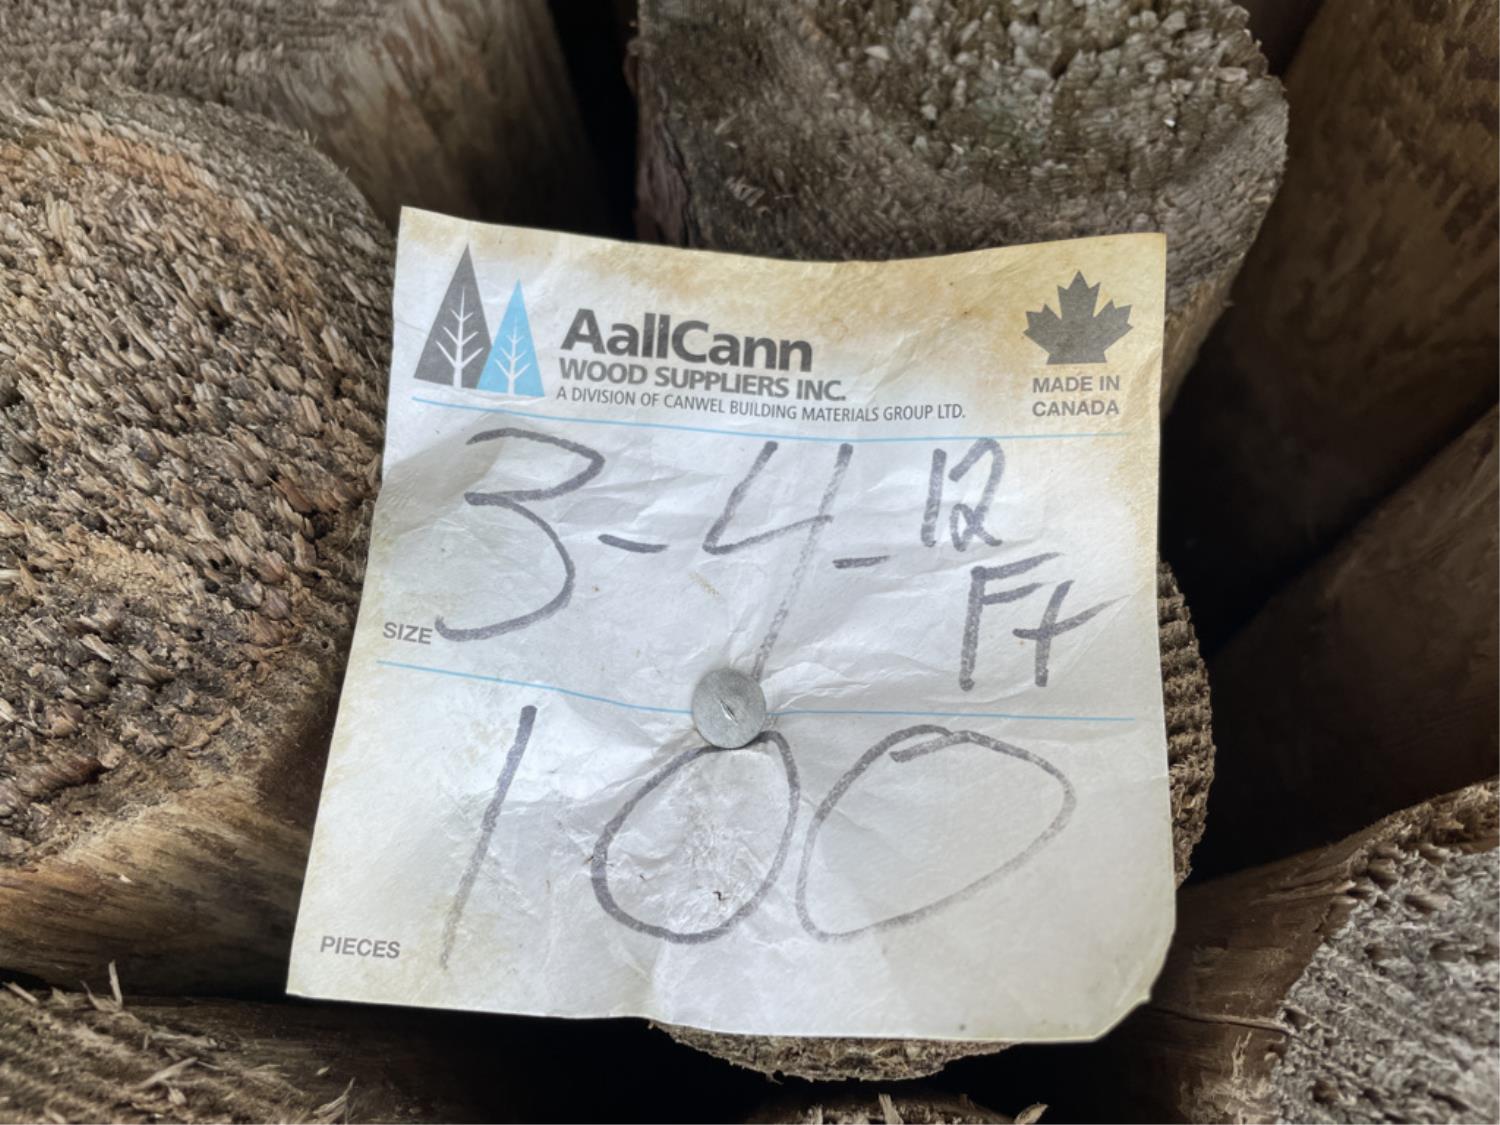 AallCann
WOOD SUPPLIERS INC.
A DIVISION OF CANWEL BUILDING MATERIALS GROUP LTD.
MADE IN
CANADA
3-4-12
Ft
SIZE
100
PIECES